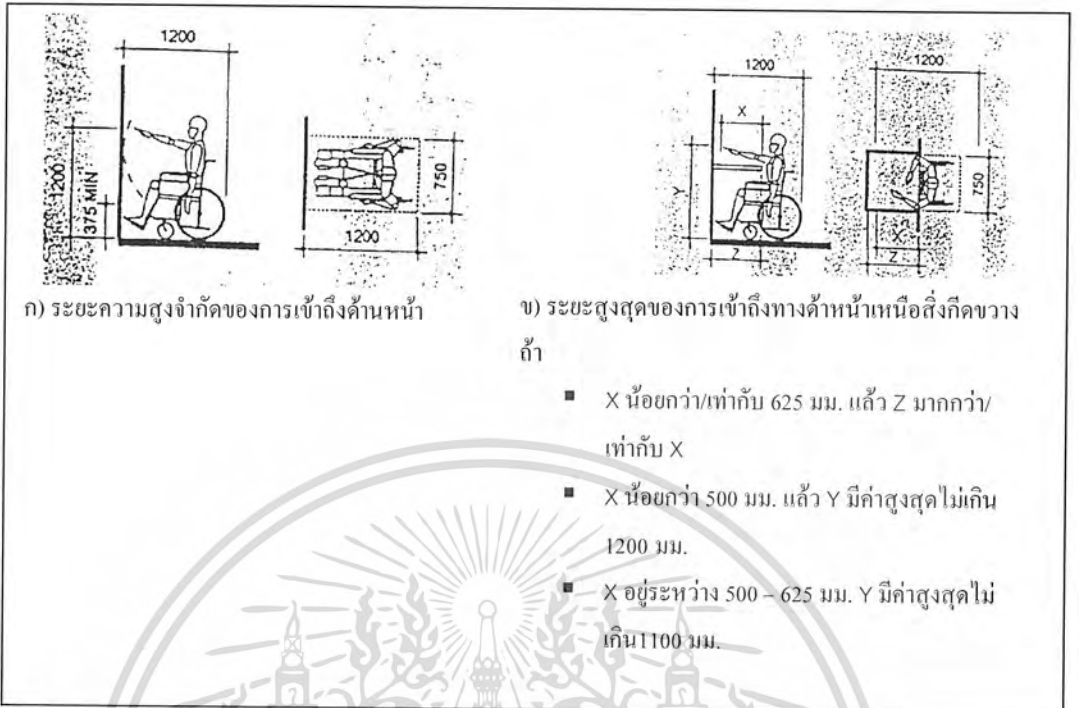 1200
1200
375 MIN
750
1200
1200
X
Y
Z
1200
750
X
Z
ก) ระยะความสูงจำกัดของการเข้าถึงด้านหน้า
ข) ระยะสูงสุดของการเข้าถึงทางด้าหน้าเหนือสิ่งกีดขวาง
ถ้า
▪ X น้อยกว่า/เท่ากับ 625 มม. แล้ว Z มากกว่า/
เท่ากับ X
▪ X น้อยกว่า 500 มม. แล้ว Y มีค่าสูงสุดไม่เกิน
1200 มม.
▪ X อยู่ระหว่าง 500 – 625 มม. Y มีค่าสูงสุดไม่
เกิน1100 มม.